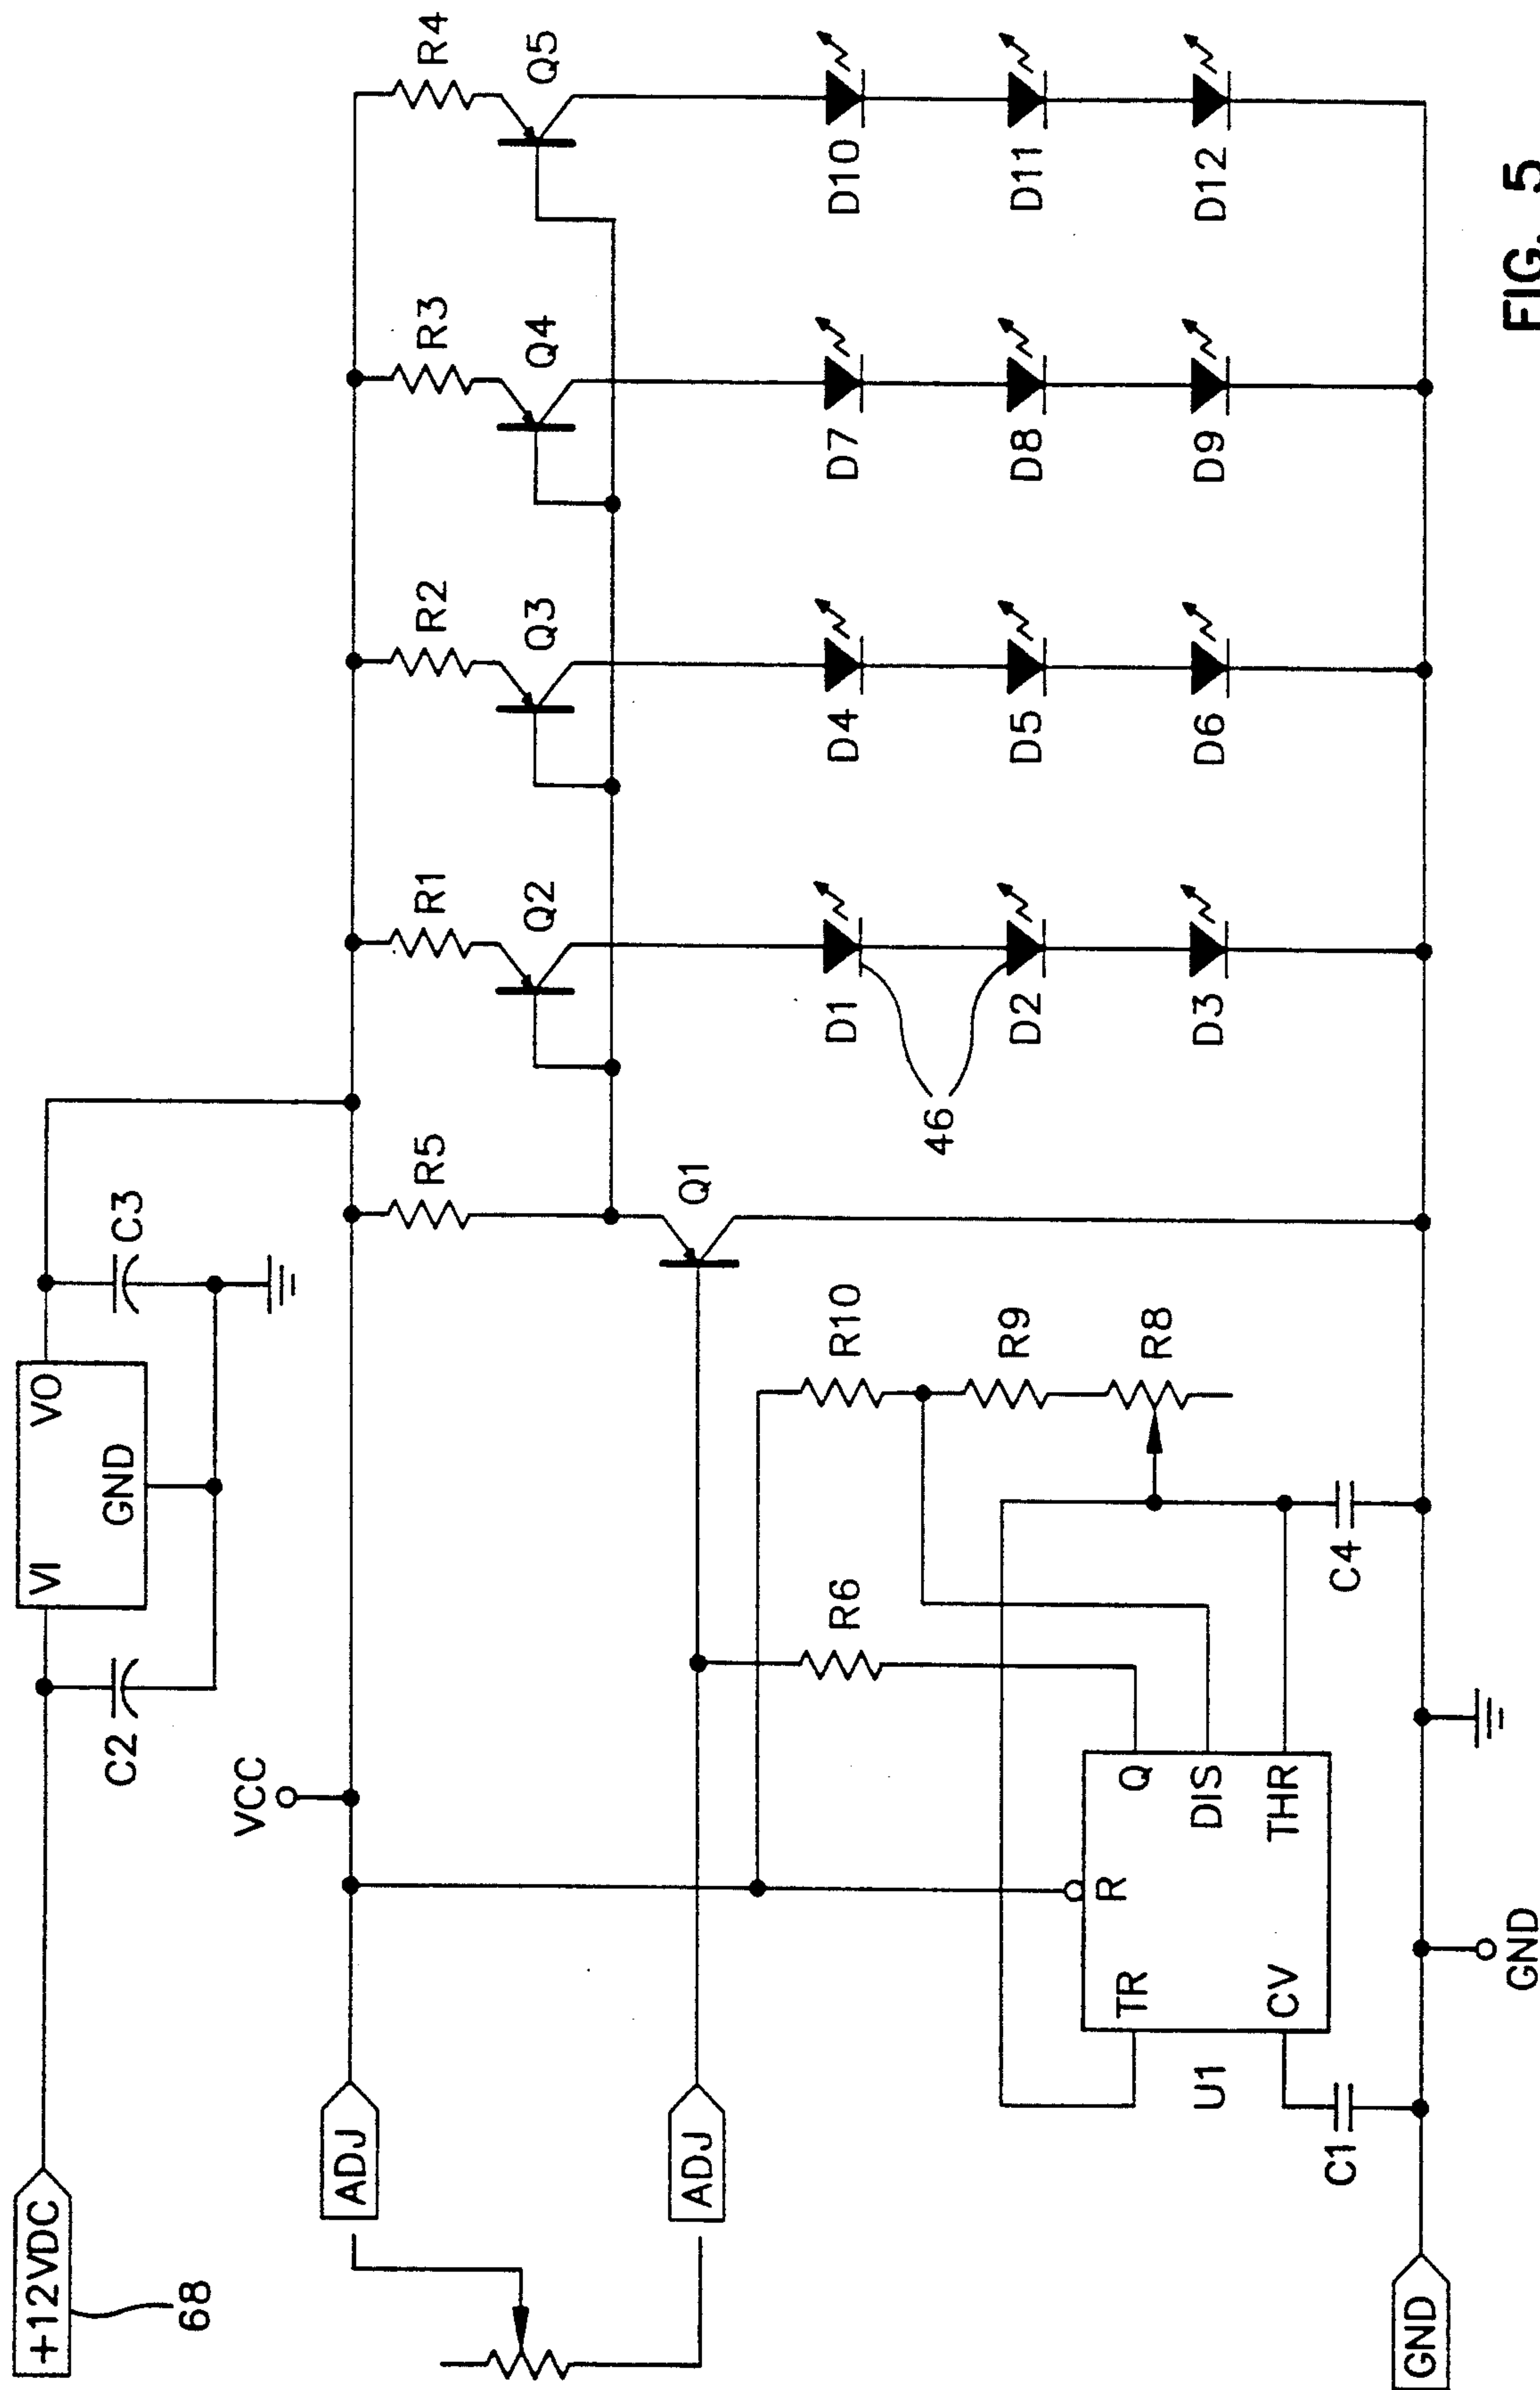 +12VDC
68
VI
VO
GND
C2
C3
VCC
ADJ
R5
R1
R2
R3
R4
Q2
Q3
Q4
Q5
ADJ
Q1
R6
R10
R9
R8
D1
D4
D7
D10
46
D2
D5
D8
D11
D3
D6
D9
D12
TR
R
Q
DIS
THR
CV
U1
C1
C4
GND
GND
FIG. 5